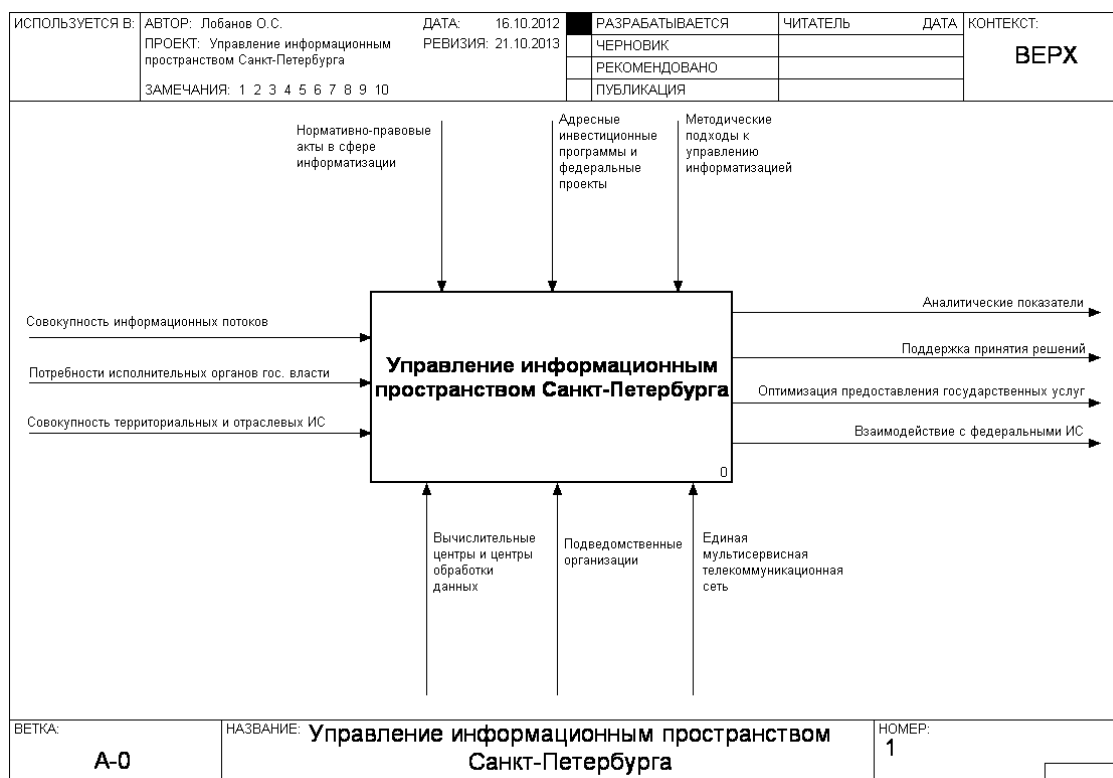 ИСПОЛЬЗУЕТСЯ В:
АВТОР: Лобанов О.С.
ДАТА: 16.10.2012
ПРОЕКТ: Управление информационным
пространством Санкт-Петербурга
РЕВИЗИЯ: 21.10.2013
ЗАМЕЧАНИЯ: 1 2 3 4 5 6 7 8 9 10
РАЗРАБАТЫВАЕТСЯ
ЧЕРНОВИК
РЕКОМЕНДОВАНО
ПУБЛИКАЦИЯ
ЧИТАТЕЛЬ
ДАТА
КОНТЕКСТ:
ВЕРХ
Нормативно-правовые
акты в сфере
информатизации
Адресные
инвестиционные
программы и
федеральные
проекты
Методические
подходы к
управлению
информатизацией
Совокупность информационных потоков
Потребности исполнительных органов гос. власти
Совокупность территориальных и отраслевых ИС
Управление информационным
пространством Санкт-Петербурга
0
Аналитические показатели
Поддержка принятия решений
Оптимизация предоставления государственных услуг
Взаимодействие с федеральными ИС
Вычислительные
центры и центры
обработки
данных
Подведомственные
организации
Единая
мультисервисная
телекоммуникационная
сеть
ВЕТКА:
А-0
НАЗВАНИЕ: Управление информационным пространством
Санкт-Петербурга
НОМЕР:
1